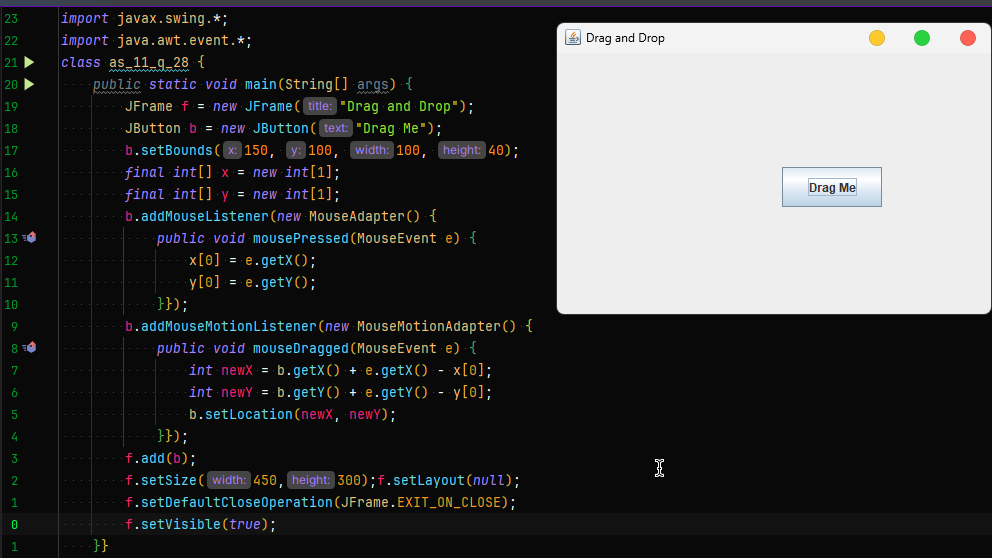 23 import javax.swing.*;
22 import java.awt.event.*;
21 class as_11_q_28 {
20 public static void main(String[] args) {
19 JFrame f = new JFrame( title: "Drag and Drop");
18 JButton b = new JButton( text: "Drag Me");
17 b.setBounds( x: 150, y: 100, width: 100, height: 40);
16 final int[] x = new int[1];
15 final int[] y = new int[1];
14 b.addMouseListener(new MouseAdapter() {
13 public void mousePressed(MouseEvent e) {
12 x[0] = e.getX();
11 y[0] = e.getY();
10 }});
9 b.addMouseMotionListener(new MouseMotionAdapter() {
8 public void mouseDragged(MouseEvent e) {
7 int newX = b.getX() + e.getX() - x[0];
6 int newY = b.getY() + e.getY() - y[0];
5 b.setLocation(newX, newY);
4 }});
3 f.add(b);
2 f.setSize( width: 450, height: 300);f.setLayout(null);
1 f.setDefaultCloseOperation(JFrame.EXIT_ON_CLOSE);
0 f.setVisible(true);
1 }}
Drag and Drop
Drag Me